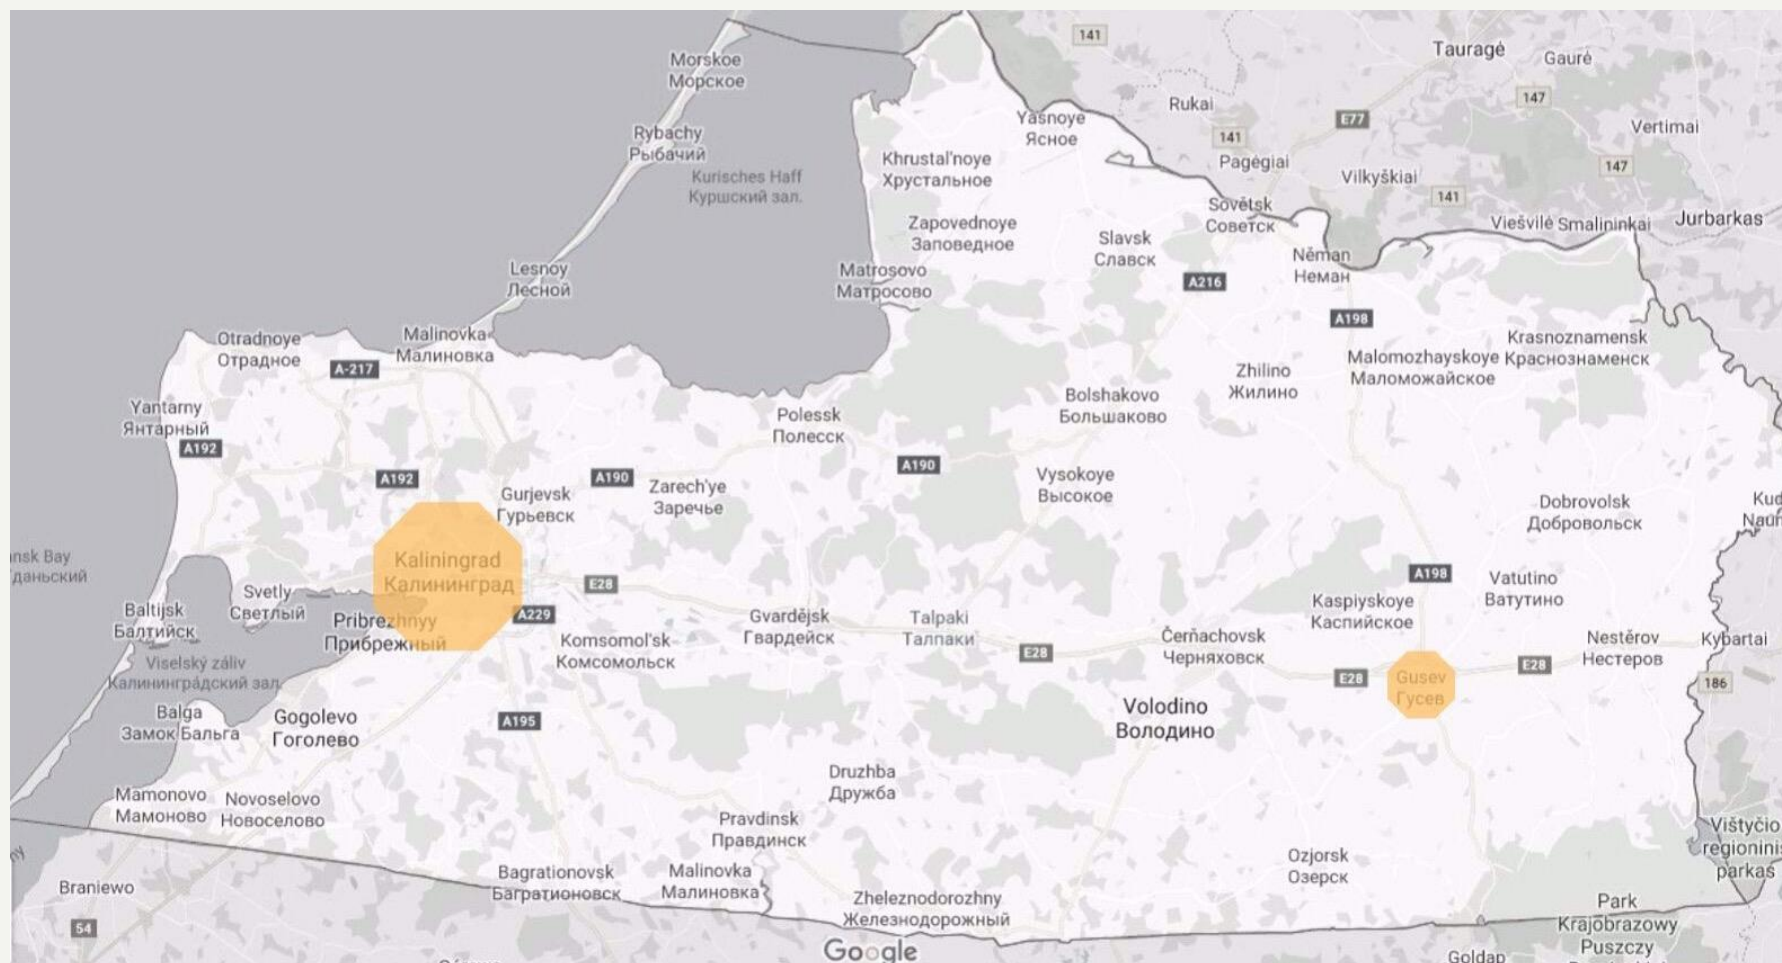 141
Tauragė
Gaurė
Morskoe
Морское
147
Rukai
E77
Yasnoye
Ясное
Vertimai
Rybachy
Рыбачий
141
Khrustal'noye
Хрустальное
Pagėgiai
147
Kurisches Haff
Куршский зал.
Vilkyškiai
141
Zapovednoye
Заповедное
Sovětsk
Советск
Viešvilė
Smalininkai
Jurbarkas
Slavsk
Славск
Něman
Неман
Lesnoy
Лесной
Matrosovo
Матросово
A216
A198
Otradnoye
Отрадное
Malinovka
Малиновка
Krasnoznamensk
Краснознаменск
Malomozhayskoye
Маломожайское
A-217
Zhilino
Жилино
Bolshakovo
Большаково
Yantarny
Янтарный
Polessk
Полесск
A192
A192
A190
A190
Gurjevsk
Гурьевск
Zarech'ye
Заречье
Vysokoye
Высокое
Dobrovolsk
Добровольск
Kaliningrad
Калининград
E28
A198
Vatutino
Ватутино
Svetly
Светлый
Kaspiyskoye
Каспийское
Baltijsk
Балтийск
Pribrezhnyy
Прибрежный
A229
Gvardějsk
Гвардейск
Talpaki
Талпаки
Komsomol'sk
Комсомольск
E28
Čerňachovsk
Черняховск
Nestěrov
Нестеров
Kybartai
Viselský záliv
Калининградский зал.
E28
Gusev
Гусев
E28
186
Balga
Замок Бальга
Gogolevo
Гоголево
A195
Volodino
Володино
Druzhba
Дружба
Mamonovo
Мамоново
Novoselovo
Новоселово
Pravdinsk
Правдинск
Vištyčio
regioninis
parkas
Ozjorsk
Озерск
Braniewo
Bagrationovsk
Багратионовск
Malinovka
Малиновка
Zheleznodorozhny
Железнодорожный
54
Park
Krajobrazowy
Puszczy
Google
Gołdap